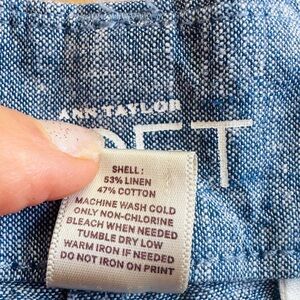 ANN TAYLOR
SHELL:
53% LINEN
47% COTTON
MACHINE WASH COLD
ONLY NON-CHLORINE
BLEACH WHEN NEEDED
TUMBLE DRY LOW
WARM IRON IF NEEDED
DO NOT IRON ON PRINT